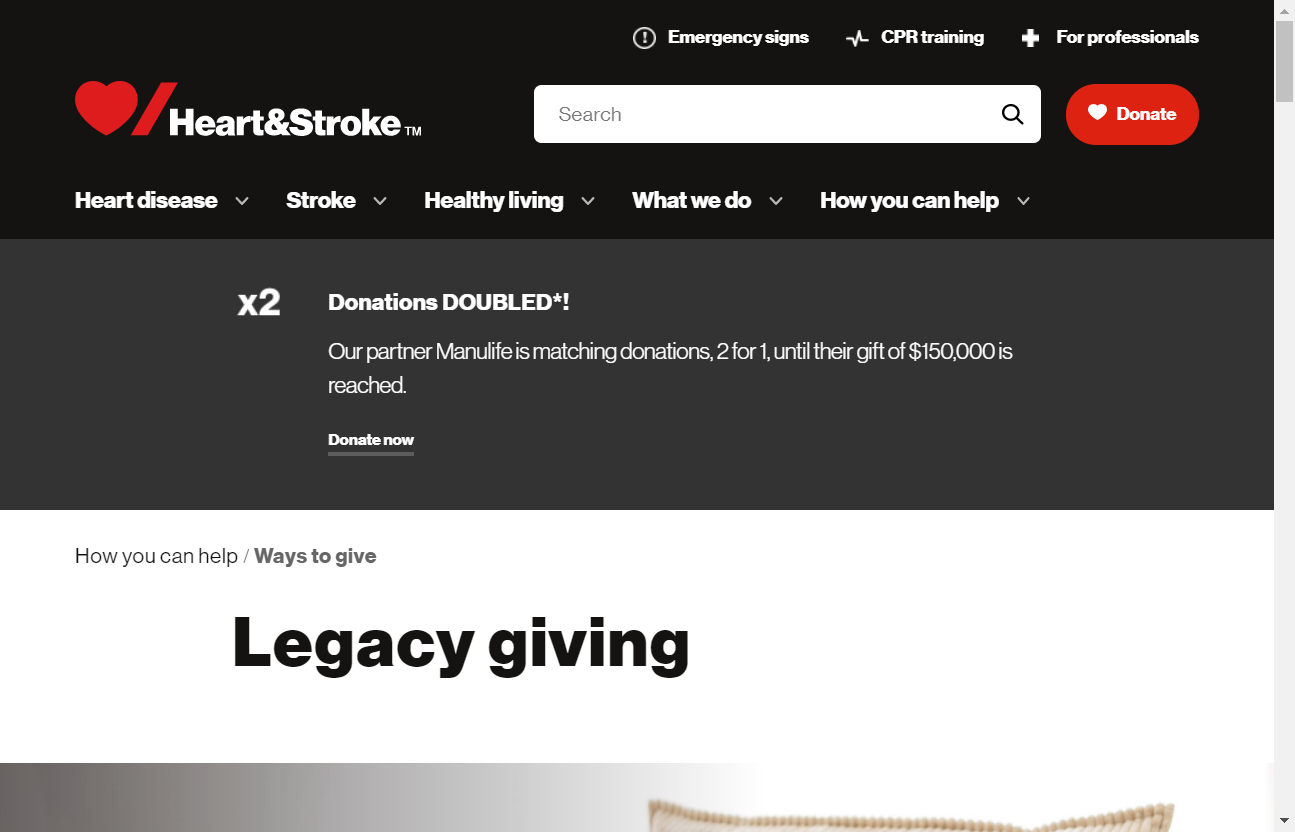 Emergency signs
CPR training
For professionals
Heart&Stroke™
Search
Donate
Heart disease
Stroke
Healthy living
What we do
How you can help
x2
Donations DOUBLED*!
Our partner Manulife is matching donations, 2 for 1, until their gift of $150,000 is
reached.
Donate now
How you can help / Ways to give
Legacy giving